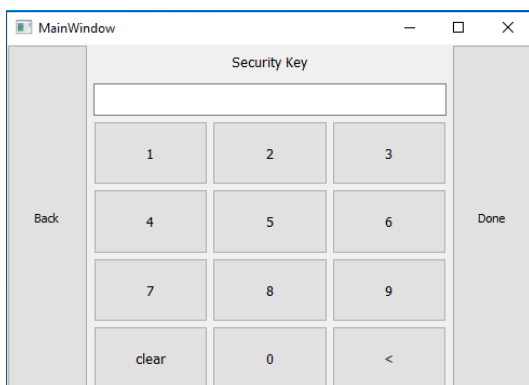 MainWindow
Security Key
1 2 3
Back 4 5 6 Done
7 8 9
clear 0 <